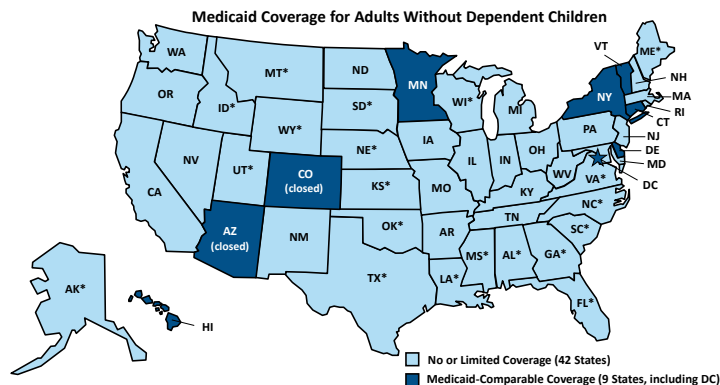 Medicaid Coverage for Adults Without Dependent Children
WA
OR
CA
NV
ID*
MT*
WY*
UT*
CO
(closed)
AZ
(closed)
NM
ND
SD*
NE*
KS*
OK*
TX*
MN
IA
MO
AR
LA*
WI*
IL
MI
IN
OH
KY
TN
MS*
AL*
GA*
FL*
SC*
NC*
VA*
WV
PA
NY
VT
ME*
NH
MA
RI
CT
NJ
DE
MD
DC
AK*
HI
No or Limited Coverage (42 States)
Medicaid-Comparable Coverage (9 States, including DC)